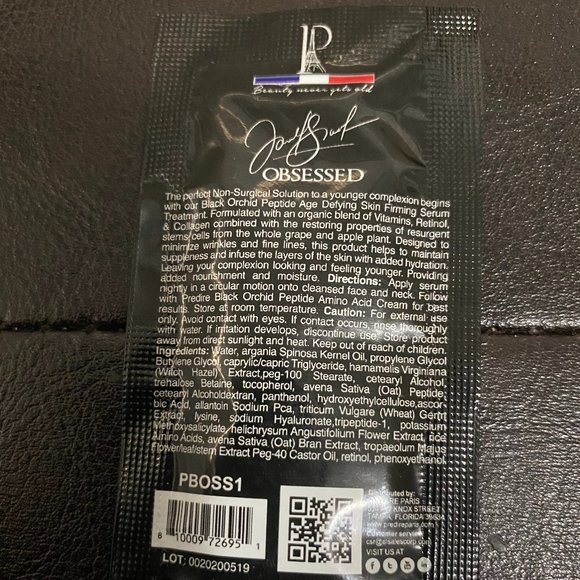 P
Beauty never gets old
OBSESSED
The perfect Non-Surgical Solution to a younger complexion begins
with our Black Orchid Peptide Age Defying Skin Firming Serum
Treatment. Formulated with an organic blend of Vitamins, Retinol,
& Collagen combined with the restoring properties of resurgent
stems cells from the whole grape and apple plant. Designed to
minimize wrinkles and fine lines, this product helps to maintain
suppleness and infuse the layers of the skin with added hydration.
Leaving your complexion looking and feeling younger. Providing
added nourishment and moisture. Directions: Apply serum
nightly in a circular motion onto cleansed face and neck. Follow
with Predire Black Orchid Peptide Amino Acid Cream for best
results. Store at room temperature. Caution: For external use
only. Avoid contact with eyes. If contact occurs, rinse thoroughly
with water. If irritation develops, discontinue use. Store product
away from direct sunlight and heat. Keep out of reach of children.
Ingredients: Water, argania Spinosa Kernel Oil, propylene Glycol
Butylene Glycol, caprylic/capric Triglyceride, hamamelis Virginiana
(Witch Hazel) Extract,peg-100 Stearate, cetearyl Alcohol,
trehalose Betaine, tocopherol, avena Sativa (Oat) Peptide,
cetearyl Alcoholdextran, panthenol, hydroxyethylcellulose,ascor-
bic Acid, allantoin Sodium Pca, triticum Vulgare (Wheat) Germ
Extract, lysine, sodium Hyaluronate,tripeptide-1, potassium
Methoxysalicylate,helichrysum Angustifolium Flower Extract, rice
Amino Acids, avena Sativa (Oat) Bran Extract, tropaeolum Majus
Flower/leaf/stem Extract Peg-40 Castor Oil, retinol, phenoxyethanol.
PBOSS1
8 10009 72695 1
LOT: 0020200519
Distributed by:
PARIS
KNOX STREET
TAMPA, FLORIDA
www.predireparis.com
Customer service:
csr@alsalescorp.com
VISIT US AT